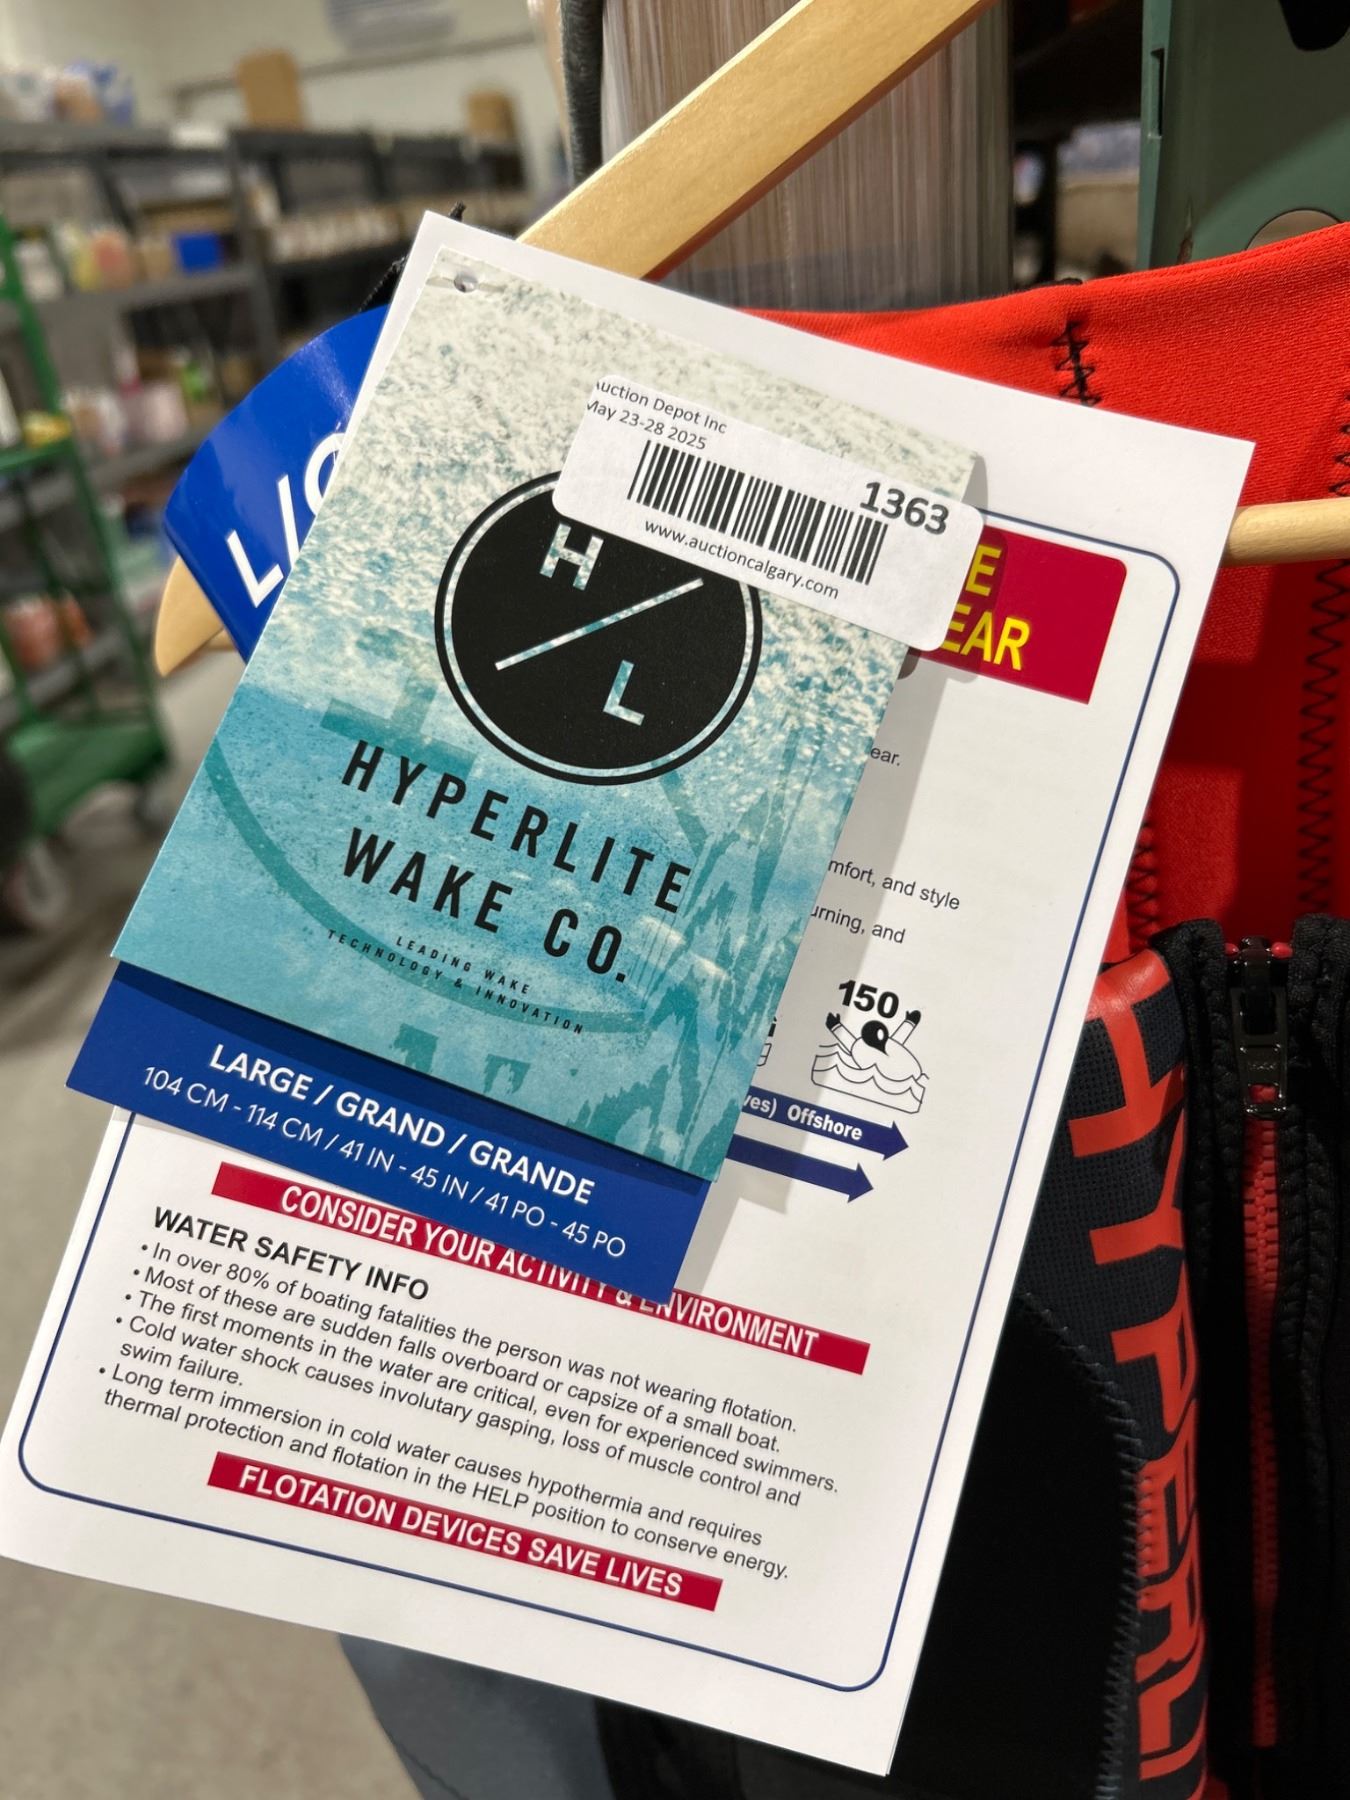 L/G
Auction Depot Inc
May 23-28 2025
1363
www.auctioncalgary.com
H
L
HYPERLITE
WAKE CO.
LEADING WAKE
TECHNOLOGY & INNOVATION
LARGE / GRAND / GRANDE
104 CM - 114 CM / 41 IN - 45 IN / 41 PO - 45 PO
E
EAR
ear.
mfort, and style
urning, and
150
ves) Offshore
CONSIDER YOUR ACTIVITY & ENVIRONMENT
WATER SAFETY INFO
• In over 80% of boating fatalities the person was not wearing flotation.
• Most of these are sudden falls overboard or capsize of a small boat.
• The first moments in the water are critical, even for experienced swimmers.
• Cold water shock causes involutary gasping, loss of muscle control and
swim failure.
• Long term immersion in cold water causes hypothermia and requires
thermal protection and flotation in the HELP position to conserve energy.
FLOTATION DEVICES SAVE LIVES
HYPERLI